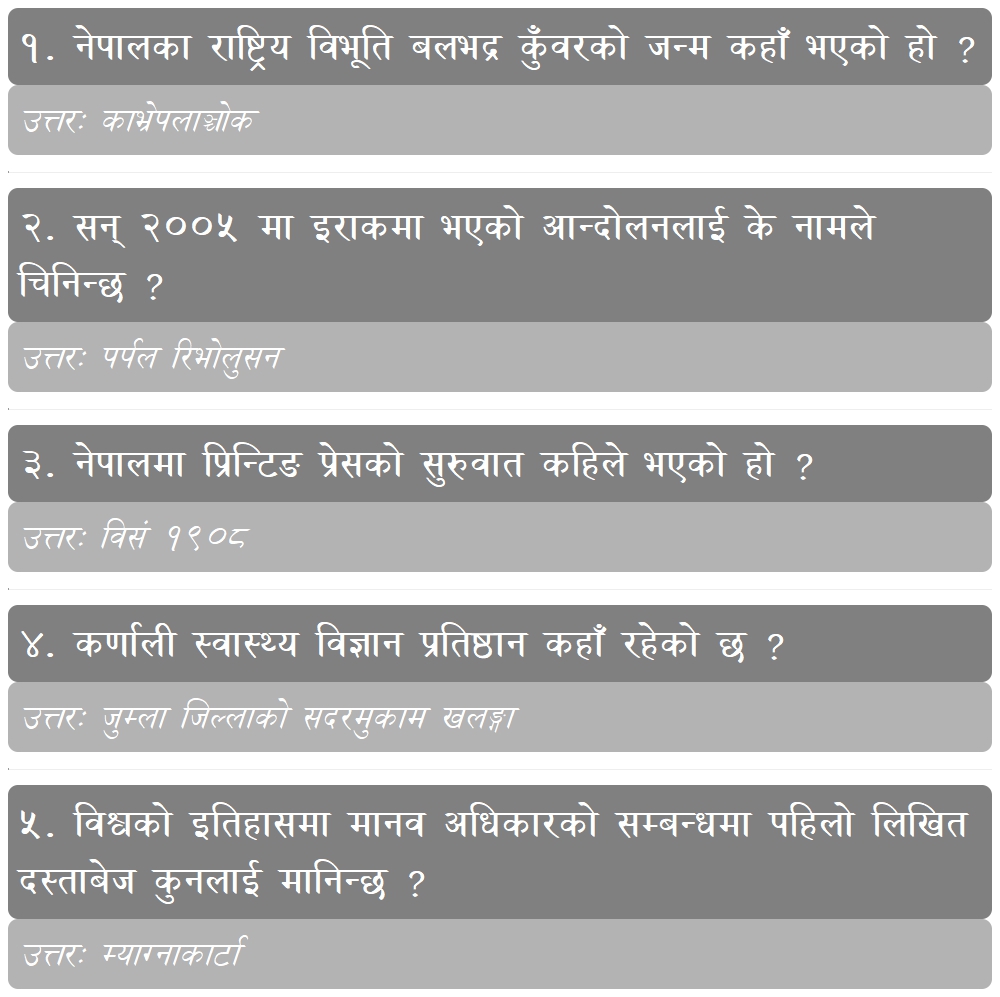 १. नेपालका राष्ट्रिय विभूति बलभद्र कुँवरको जन्म कहाँ भएको हो ?
उत्तरः काभ्रेपलाञ्चोक
२. सन् २००५ मा इराकमा भएको आन्दोलनलाई के नामले
चिनिन्छ ?
उत्तरः पर्पल रिभोलुसन
३. नेपालमा प्रिन्टिङ प्रेसको सुरुवात कहिले भएको हो ?
उत्तरः विसं १९०८
४. कर्णाली स्वास्थ्य विज्ञान प्रतिष्ठान कहाँ रहेको छ ?
उत्तरः जुम्ला जिल्लाको सदरमुकाम खलङ्गा
५. विश्वको इतिहासमा मानव अधिकारको सम्बन्धमा पहिलो लिखित
दस्ताबेज कुनलाई मानिन्छ ?
उत्तरः म्याग्नाकार्टा